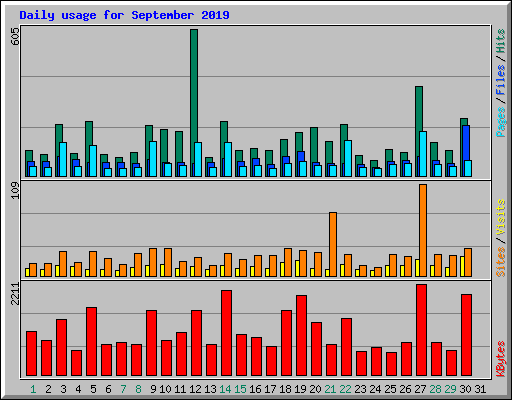 Daily usage for September 2019
605
Pages / Files / Hits
109
Sites / Visits
2211
KBytes
1 2 3 4 5 6 7 8 9 10 11 12 13 14 15 16 17 18 19 20 21 22 23 24 25 26 27 28 29 30 31